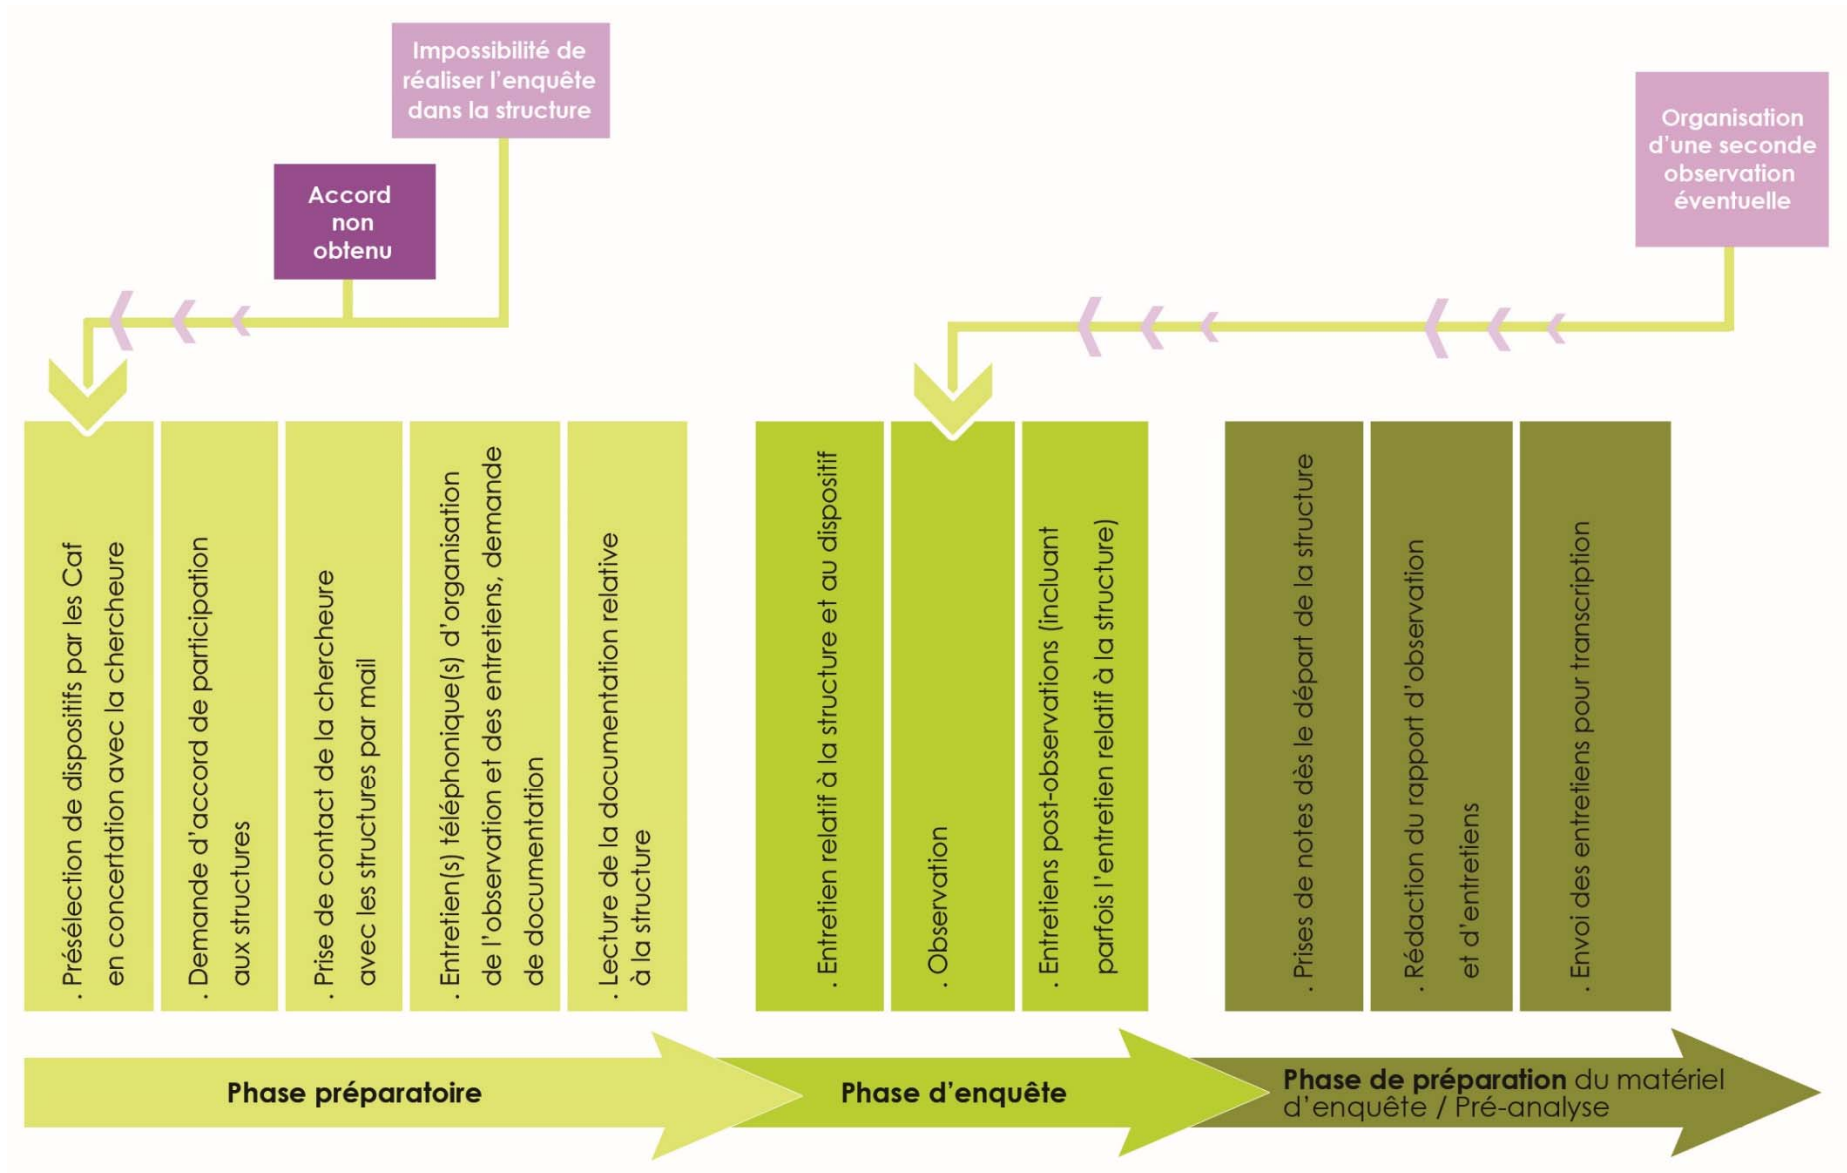 Impossibilité de
réaliser l’enquête
dans la structure
Accord
non
obtenu
Organisation
d’une seconde
observation
éventuelle
. Présélection de dispositifs par les Caf
en concertation avec la chercheure
. Demande d’accord de participation
aux structures
. Prise de contact de la chercheure
avec les structures par mail
. Entretien(s) téléphonique(s) d’organisation
de l’observation et des entretiens, demande
de documentation
. Lecture de la documentation relative
à la structure
. Entretien relatif à la structure et au dispositif
. Observation
. Entretiens post-observations (incluant
parfois l’entretien relatif à la structure)
. Prises de notes dès le départ de la structure
. Rédaction du rapport d’observation
et d’entretiens
. Envoi des entretiens pour transcription
Phase préparatoire
Phase d’enquête
Phase de préparation du matériel
d’enquête / Pré-analyse